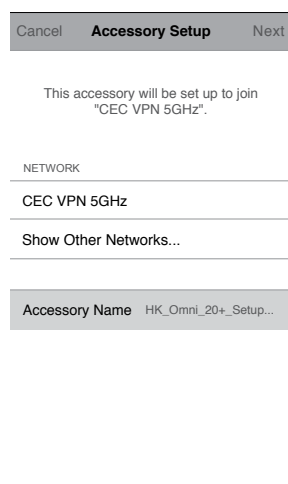 Cancel Accessory Setup Next
This accessory will be set up to join
"CEC VPN 5GHz".
NETWORK
CEC VPN 5GHz
Show Other Networks...
Accessory Name HK_Omni_20+_Setup...